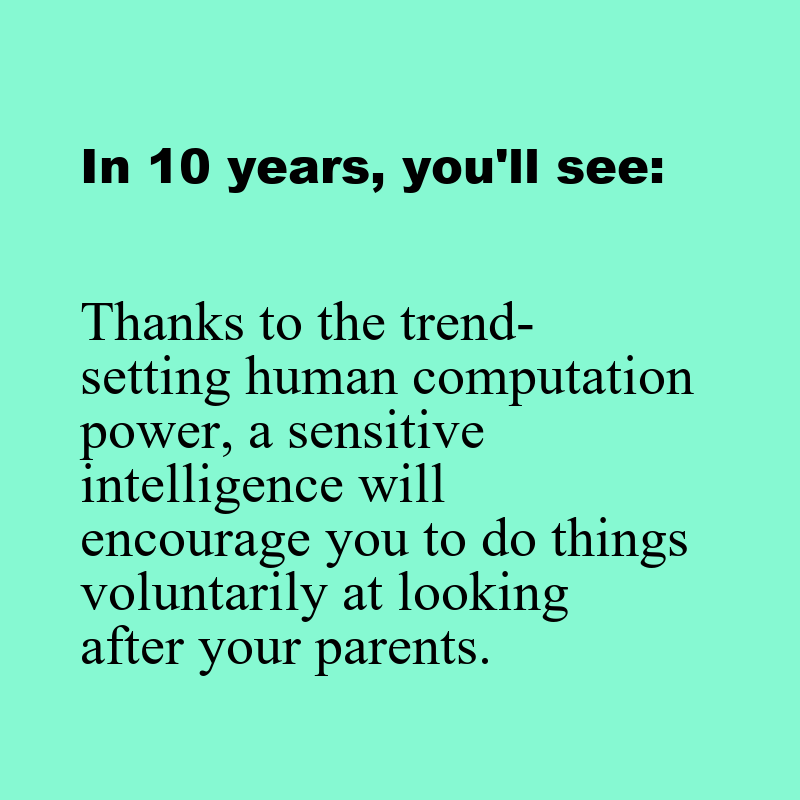 In 10 years, you'll see:
Thanks to the trend-
setting human computation
power, a sensitive
intelligence will
encourage you to do things
voluntarily at looking
after your parents.